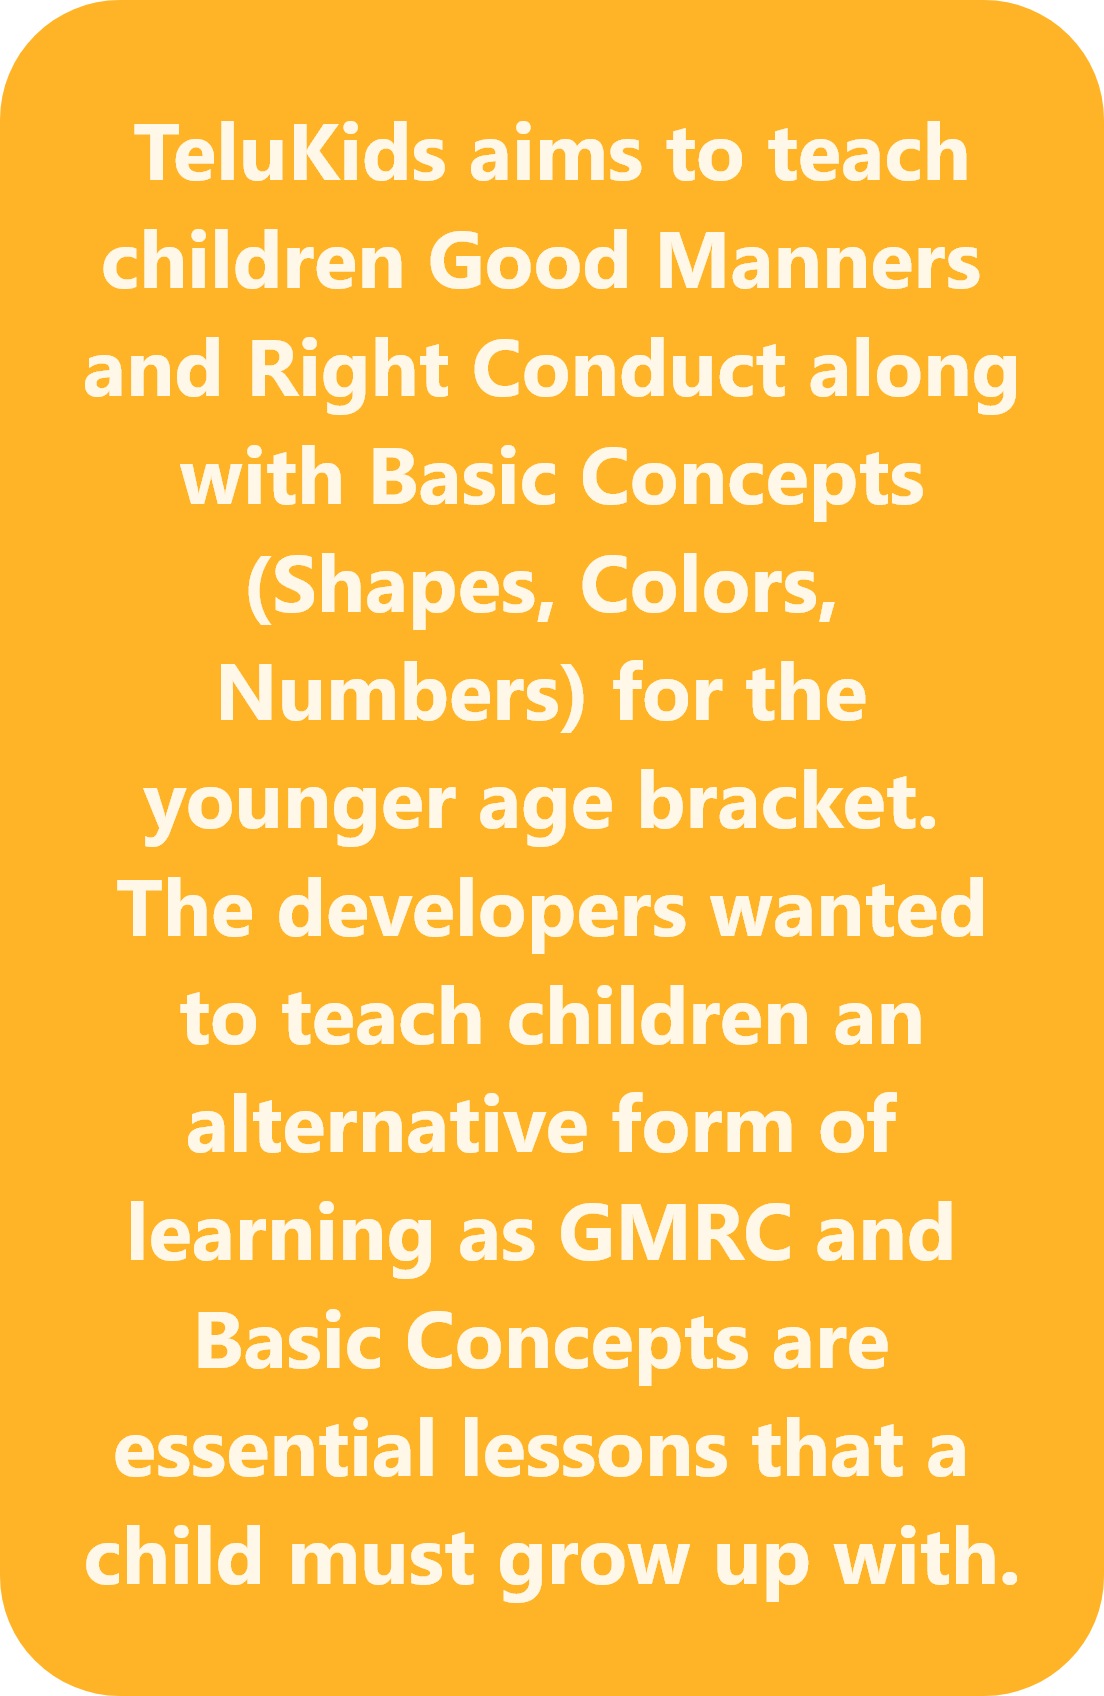 TeluKids aims to teach
children Good Manners
and Right Conduct along
with Basic Concepts
(Shapes, Colors,
Numbers) for the
younger age bracket.
The developers wanted
to teach children an
alternative form of
learning as GMRC and
Basic Concepts are
essential lessons that a
child must grow up with.